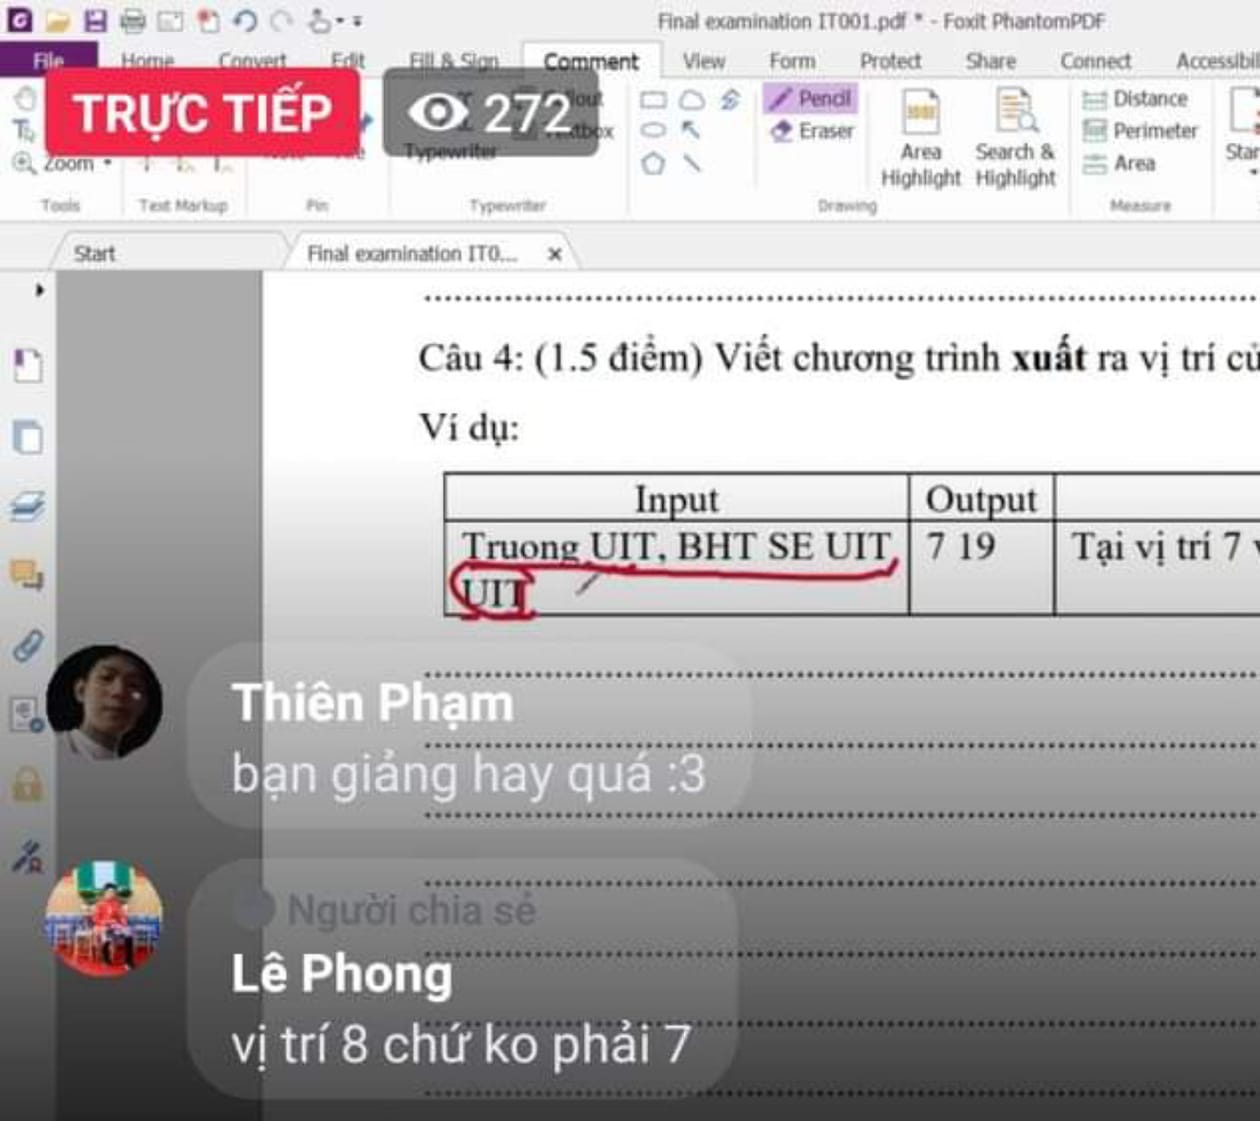 Final examination IT001.pdf * - Foxit PhantomPDF
File Home Convert Edit Fill & Sign Comment View Form Protect Share Connect
TRỰC TIẾP 272
Pencil
Eraser
Zoom
Typewriter
Area
Highlight
Search &
Highlight
Distance
Perimeter
Area
Tools Text Markup Pin Typewriter Drawing Measure
Start
Final examination IT0...
Câu 4: (1.5 điểm) Viết chương trình xuất ra vị trí
Ví dụ:
Input Output
Truong UIT, BHT SE UIT 7 19 Tại vị trí 7
UIT
Thiên Phạm
bạn giảng hay quá :3
Người chia sẻ
Lê Phong
vị trí 8 chứ ko phải 7